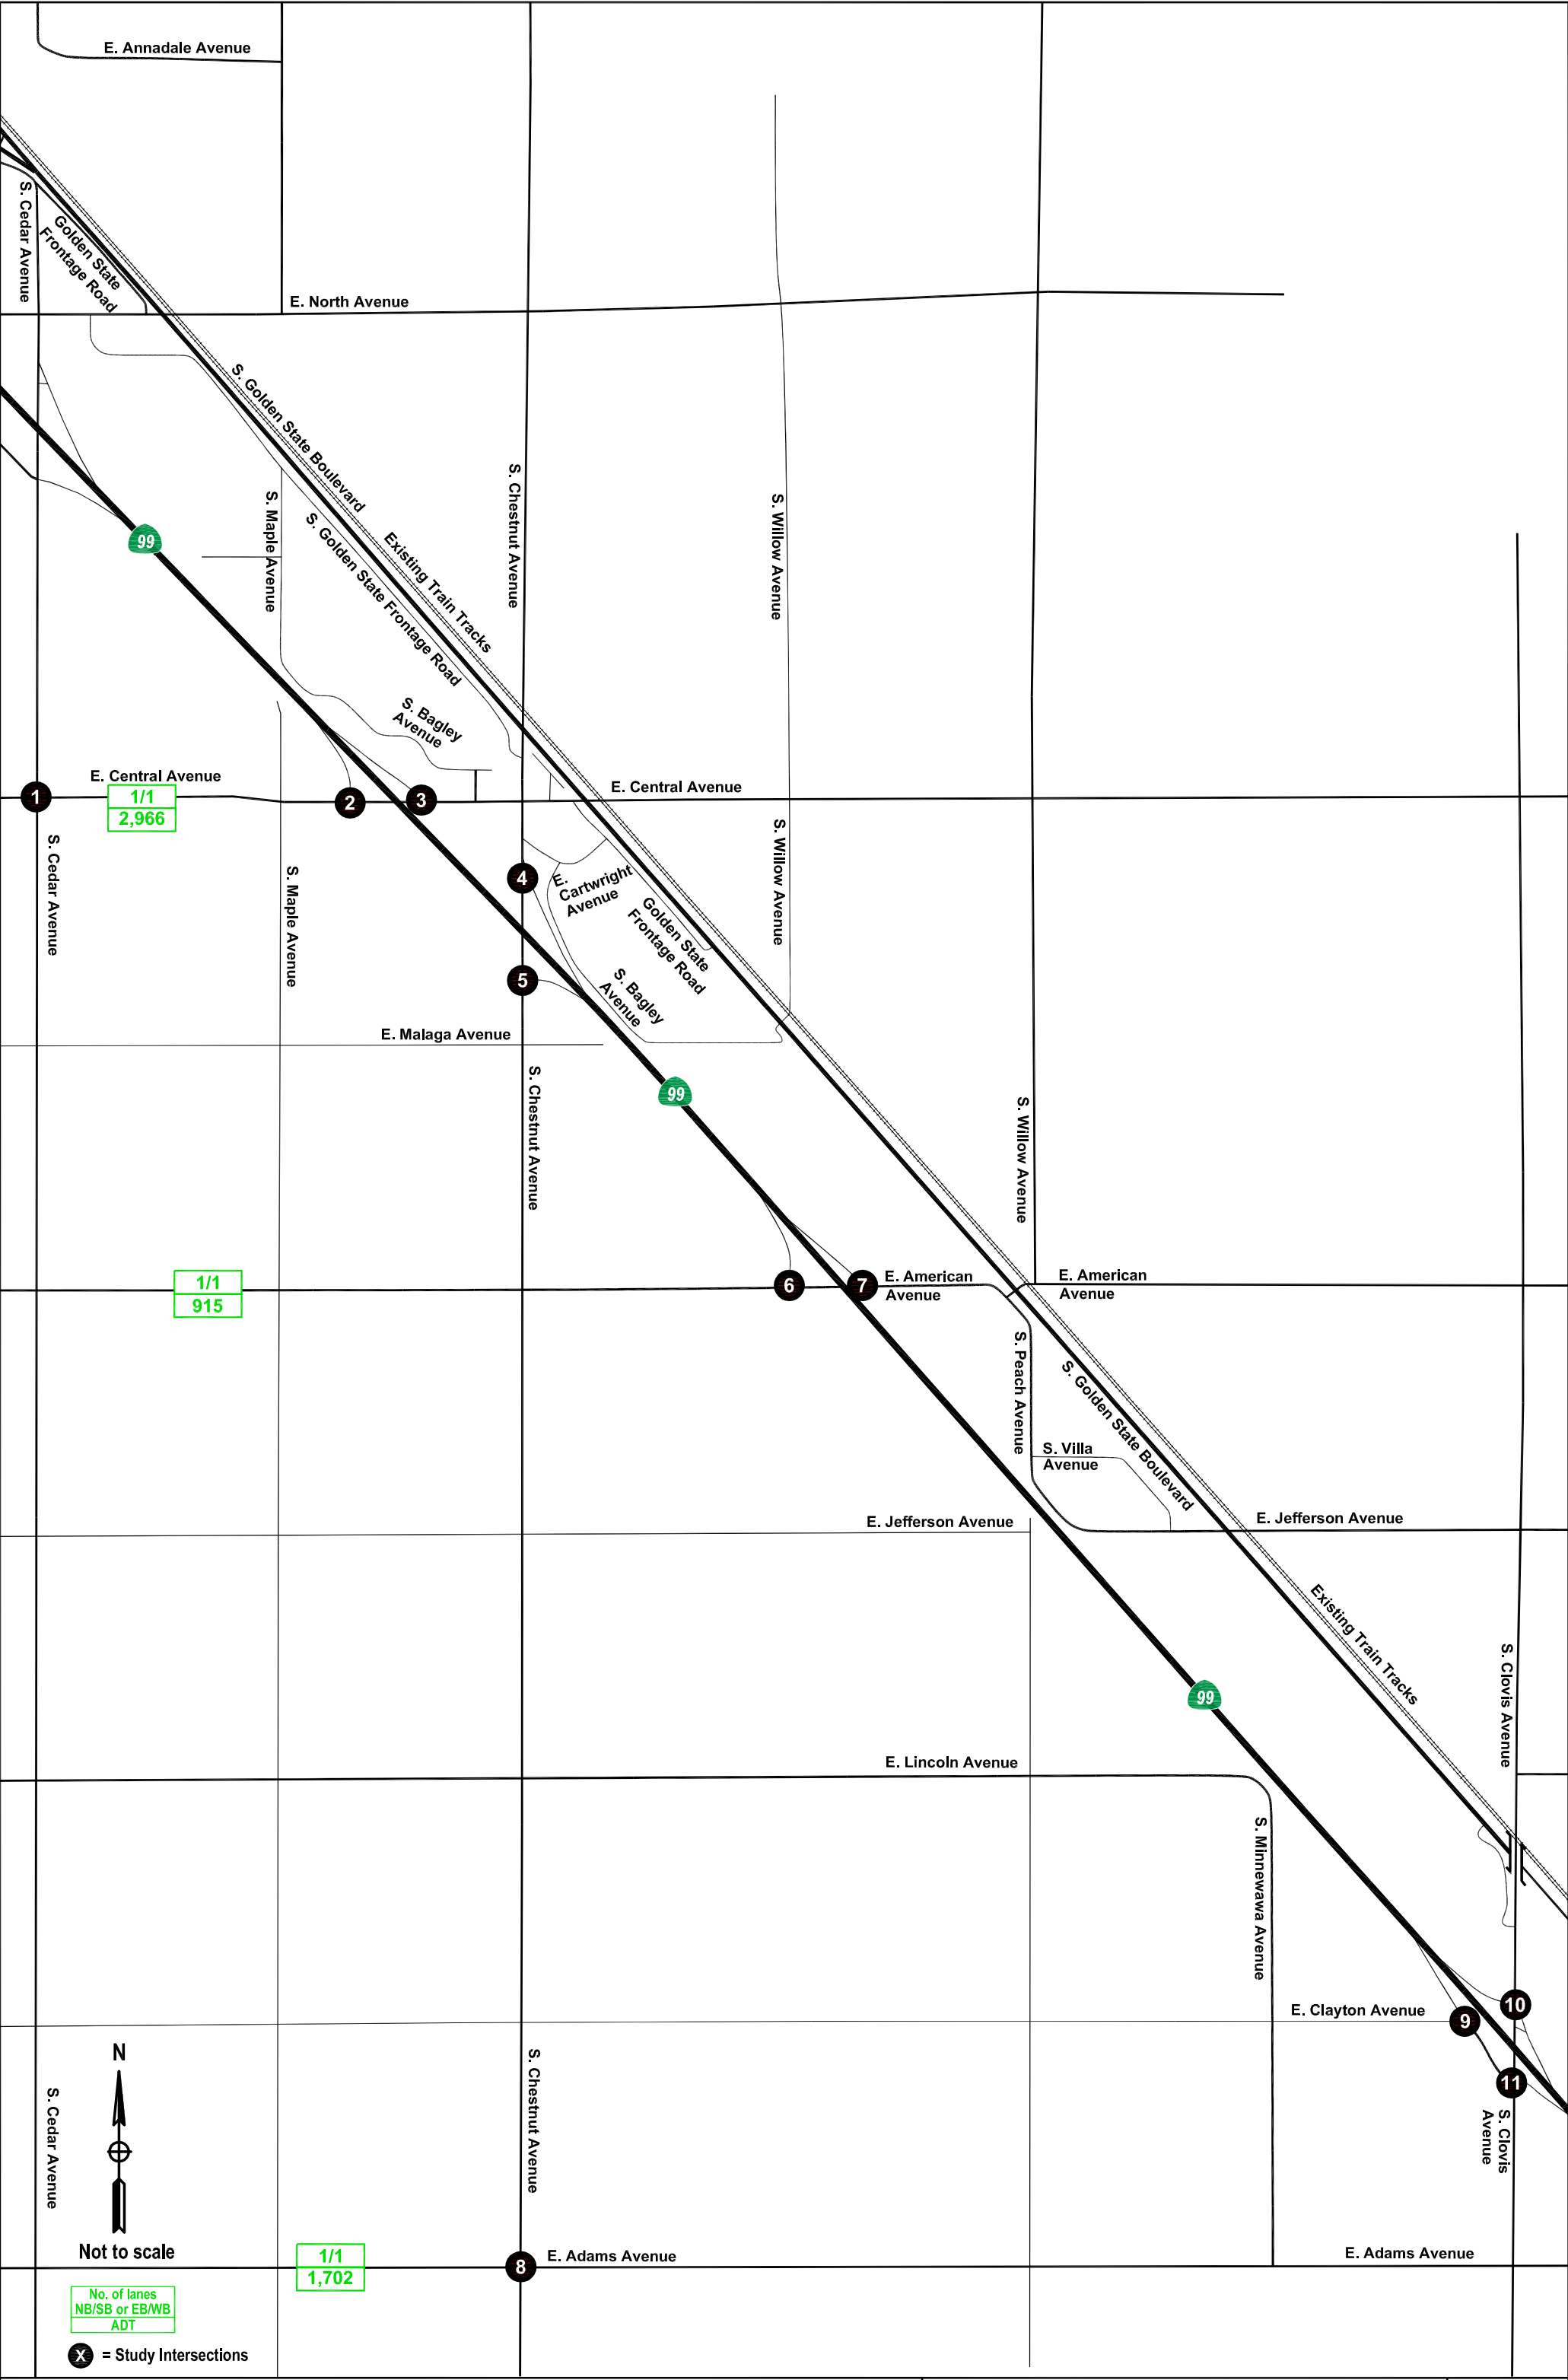 E. Annadale Avenue
S. Cedar Avenue
Golden State
Frontage Road
E. North Avenue
S. Golden State Boulevard
S. Maple Avenue
S. Golden State Frontage Road
Existing Train Tracks
S. Chestnut Avenue
S. Willow Avenue
99
S. Bagley
Avenue
E. Central Avenue
1/1
2,966
1
2
3
E. Central Avenue
S. Cedar Avenue
S. Maple Avenue
4
E.
Cartwright
Avenue
S. Willow Avenue
Golden State
Frontage Road
5
S. Bagley
Avenue
E. Malaga Avenue
S. Chestnut Avenue
99
S. Willow Avenue
1/1
915
6
7
E. American
Avenue
E. American
Avenue
S. Peach Avenue
S. Golden State Boulevard
S. Villa
Avenue
E. Jefferson Avenue
E. Jefferson Avenue
Existing Train Tracks
S. Clovis Avenue
99
E. Lincoln Avenue
S. Minnewawa Avenue
E. Clayton Avenue
9
10
11
S. Clovis
Avenue
N
S. Cedar Avenue
S. Chestnut Avenue
Not to scale
1/1
1,702
8
E. Adams Avenue
E. Adams Avenue
No. of lanes
NB/SB or EB/WB
ADT
X = Study Intersections